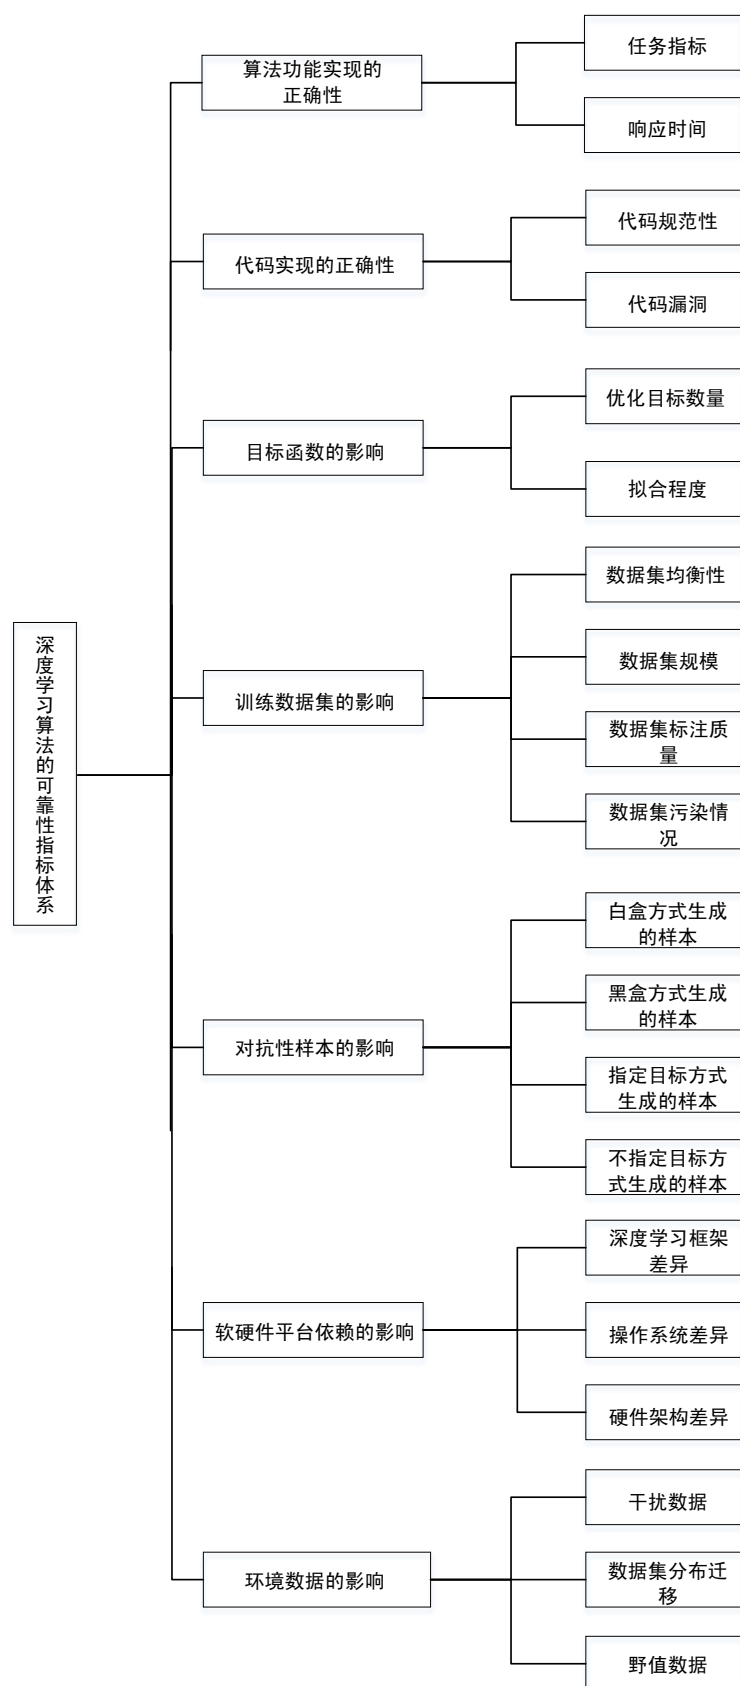 深度学习算法的可靠性指标体系
算法功能实现的
正确性
任务指标
响应时间
代码实现的正确性
代码规范性
代码漏洞
目标函数的影响
优化目标数量
拟合程度
训练数据集的影响
数据集均衡性
数据集规模
数据集标注质
量
数据集污染情
况
对抗性样本的影响
白盒方式生成
的样本
黑盒方式生成
的样本
指定目标方式
生成的样本
不指定目标方
式生成的样本
软硬件平台依赖的影响
深度学习框架
差异
操作系统差异
硬件架构差异
环境数据的影响
干扰数据
数据集分布迁
移
野值数据